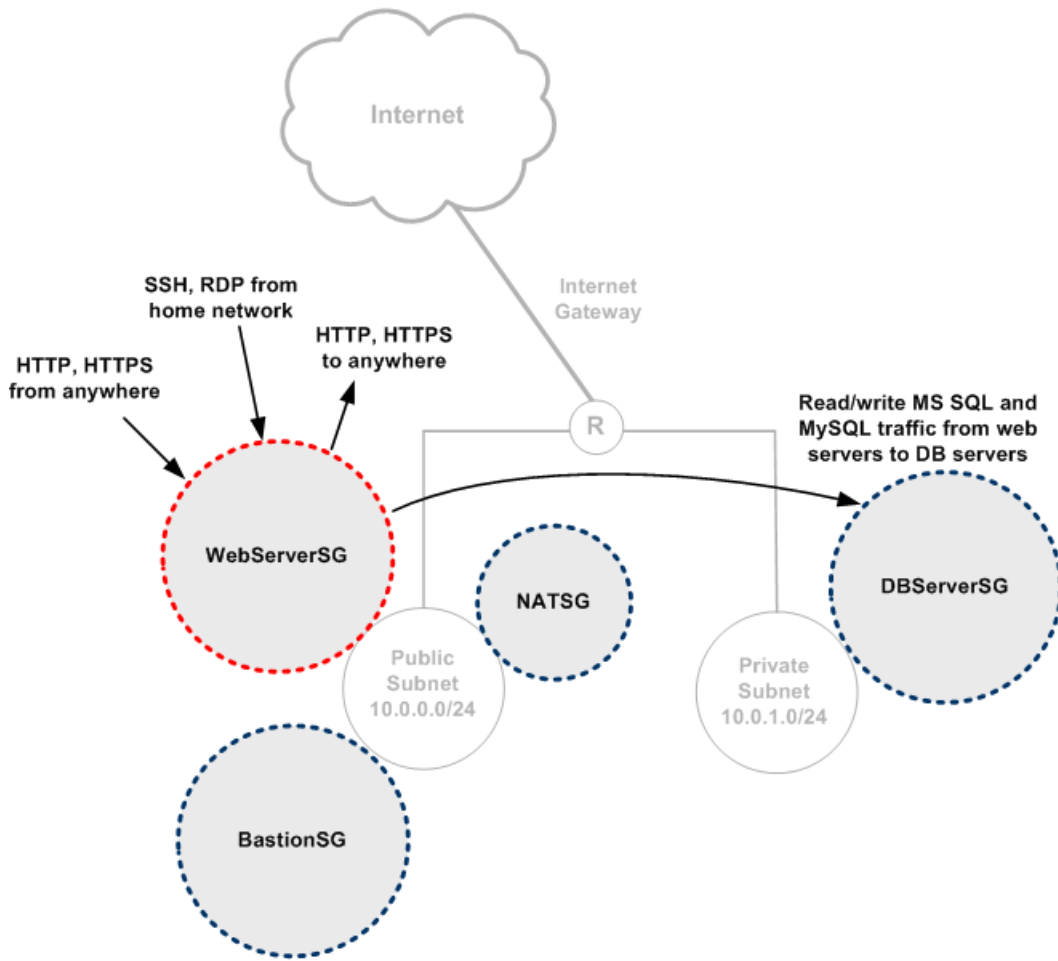 Internet
Internet
Gateway
SSH, RDP from
home network
HTTP, HTTPS
to anywhere
HTTP, HTTPS
from anywhere
R
Read/write MS SQL and
MySQL traffic from web
servers to DB servers
WebServerSG
NATSG
DBServerSG
Public
Subnet
10.0.0.0/24
Private
Subnet
10.0.1.0/24
BastionSG